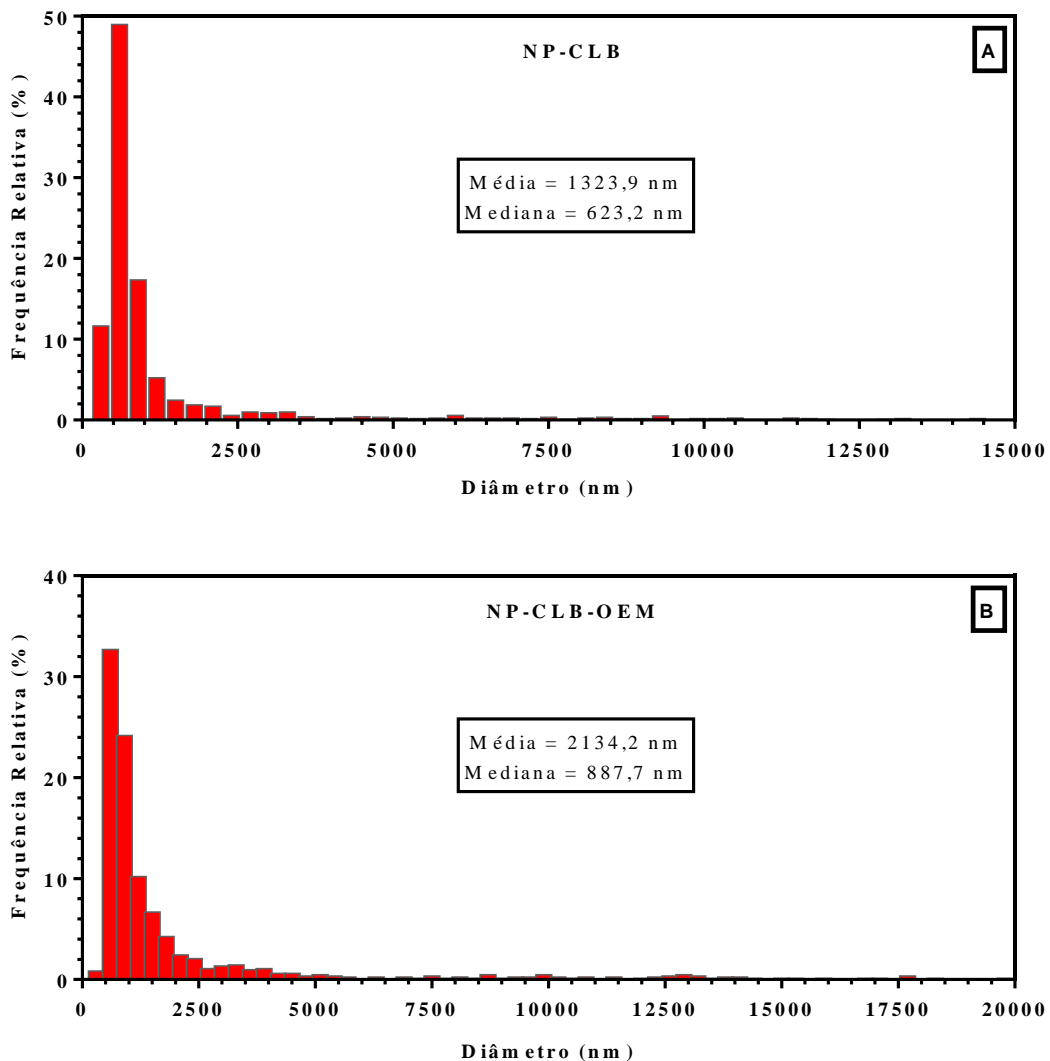 50
NP-CLB
A
40
30
Média = 1323,9 nm
Mediana = 623,2 nm
20
10
0
Frequência Relativa (%)
0 2500 5000 7500 10000 12500 15000
Diâmetro (nm)
40
NP-CLB-OEM
B
30
Média = 2134,2 nm
Mediana = 887,7 nm
20
10
0
Frequência Relativa (%)
0 2500 5000 7500 10000 12500 15000 17500 20000
Diâmetro (nm)